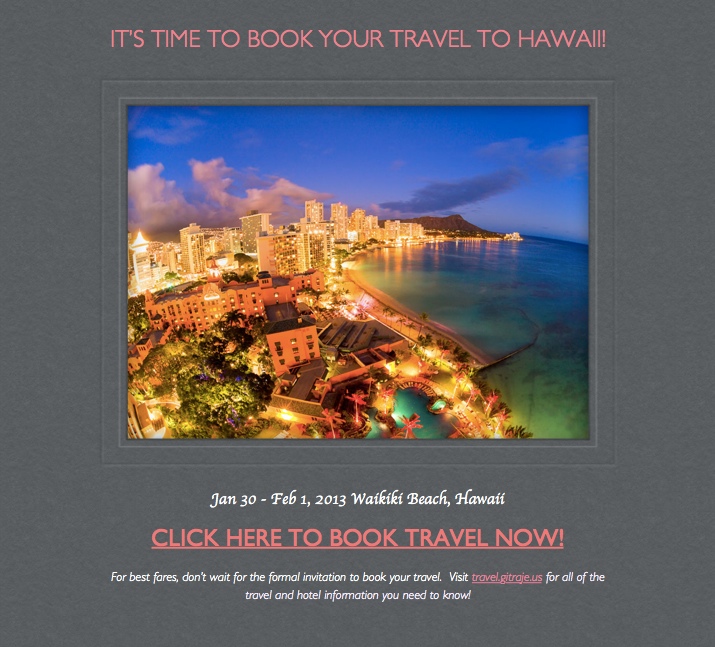 IT'S TIME TO BOOK YOUR TRAVEL TO HAWAII!
Jan 30 - Feb 1, 2013 Waikiki Beach, Hawaii
CLICK HERE TO BOOK TRAVEL NOW!
For best fares, don't wait for the formal invitation to book your travel. Visit travel.gitraje.us for all of the
travel and hotel information you need to know!